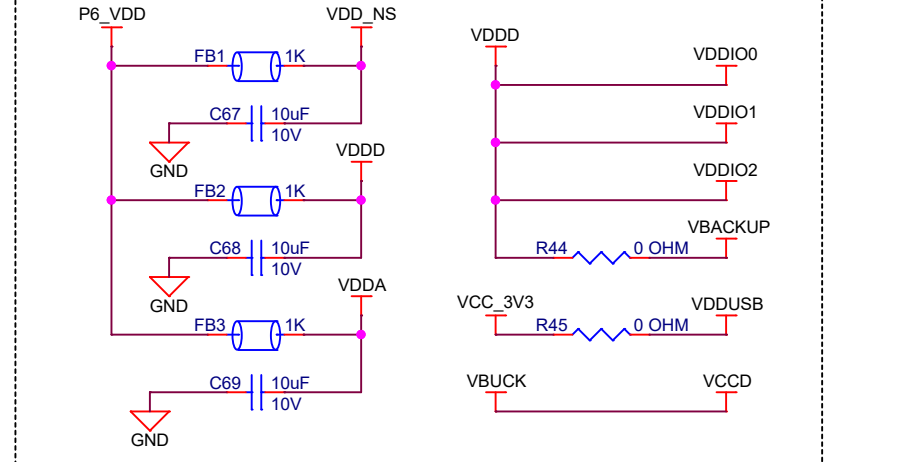 P6_VDD
VDD_NS
FB1
1K
C67
10uF
10V
GND
VDDD
FB2
1K
C68
10uF
10V
GND
VDDA
FB3
1K
C69
10uF
10V
GND
VDDD
VDDIO0
VDDIO1
VDDIO2
VBACKUP
R44
0 OHM
VCC_3V3
VDDUSB
R45
0 OHM
VBUCK
VCCD